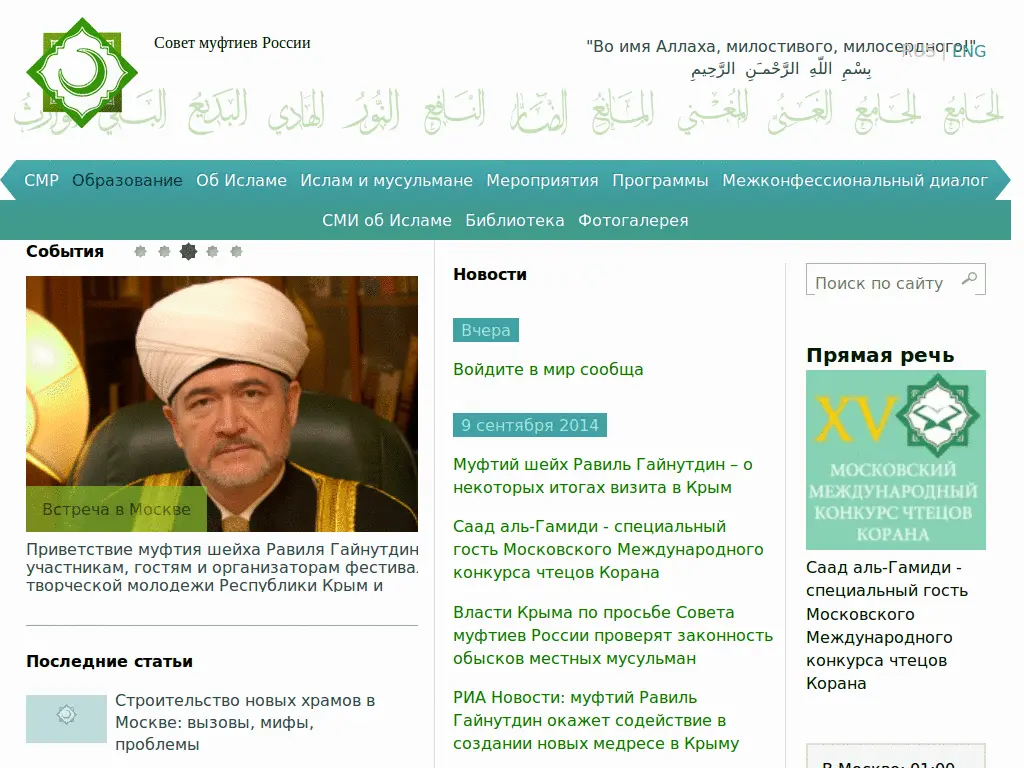 Совет муфтиев России
"Во имя Аллаха, милостивого, милосердного!"
RUS | ENG
بِسْمِ اللّهِ الرَّحْمـَنِ الرَّحِيمِ
СМР Образование Об Исламе Ислам и мусульмане Мероприятия Программы Межконфессиональный диалог
СМИ об Исламе Библиотека Фотогалерея
События
Встреча в Москве
Приветствие муфтия шейха Равиля Гайнутдин
участникам, гостям и организаторам фестивал
творческой молодежи Республики Крым и
Последние статьи
Строительство новых храмов в
Москве: вызовы, мифы,
проблемы
Новости
Вчера
Войдите в мир сообща
9 сентября 2014
Муфтий шейх Равиль Гайнутдин – о
некоторых итогах визита в Крым
Саад аль-Гамиди - специальный
гость Московского Международного
конкурса чтецов Корана
Власти Крыма по просьбе Совета
муфтиев России проверят законность
обысков местных мусульман
РИА Новости: муфтий Равиль
Гайнутдин окажет содействие в
создании новых медресе в Крыму
Поиск по сайту
Прямая речь
XV
МОСКОВСКИЙ
МЕЖДУНАРОДНЫЙ
КОНКУРС ЧТЕЦОВ
КОРАНА
Саад аль-Гамиди -
специальный гость
Московского
Международного
конкурса чтецов
Корана
В Москве: 01:00